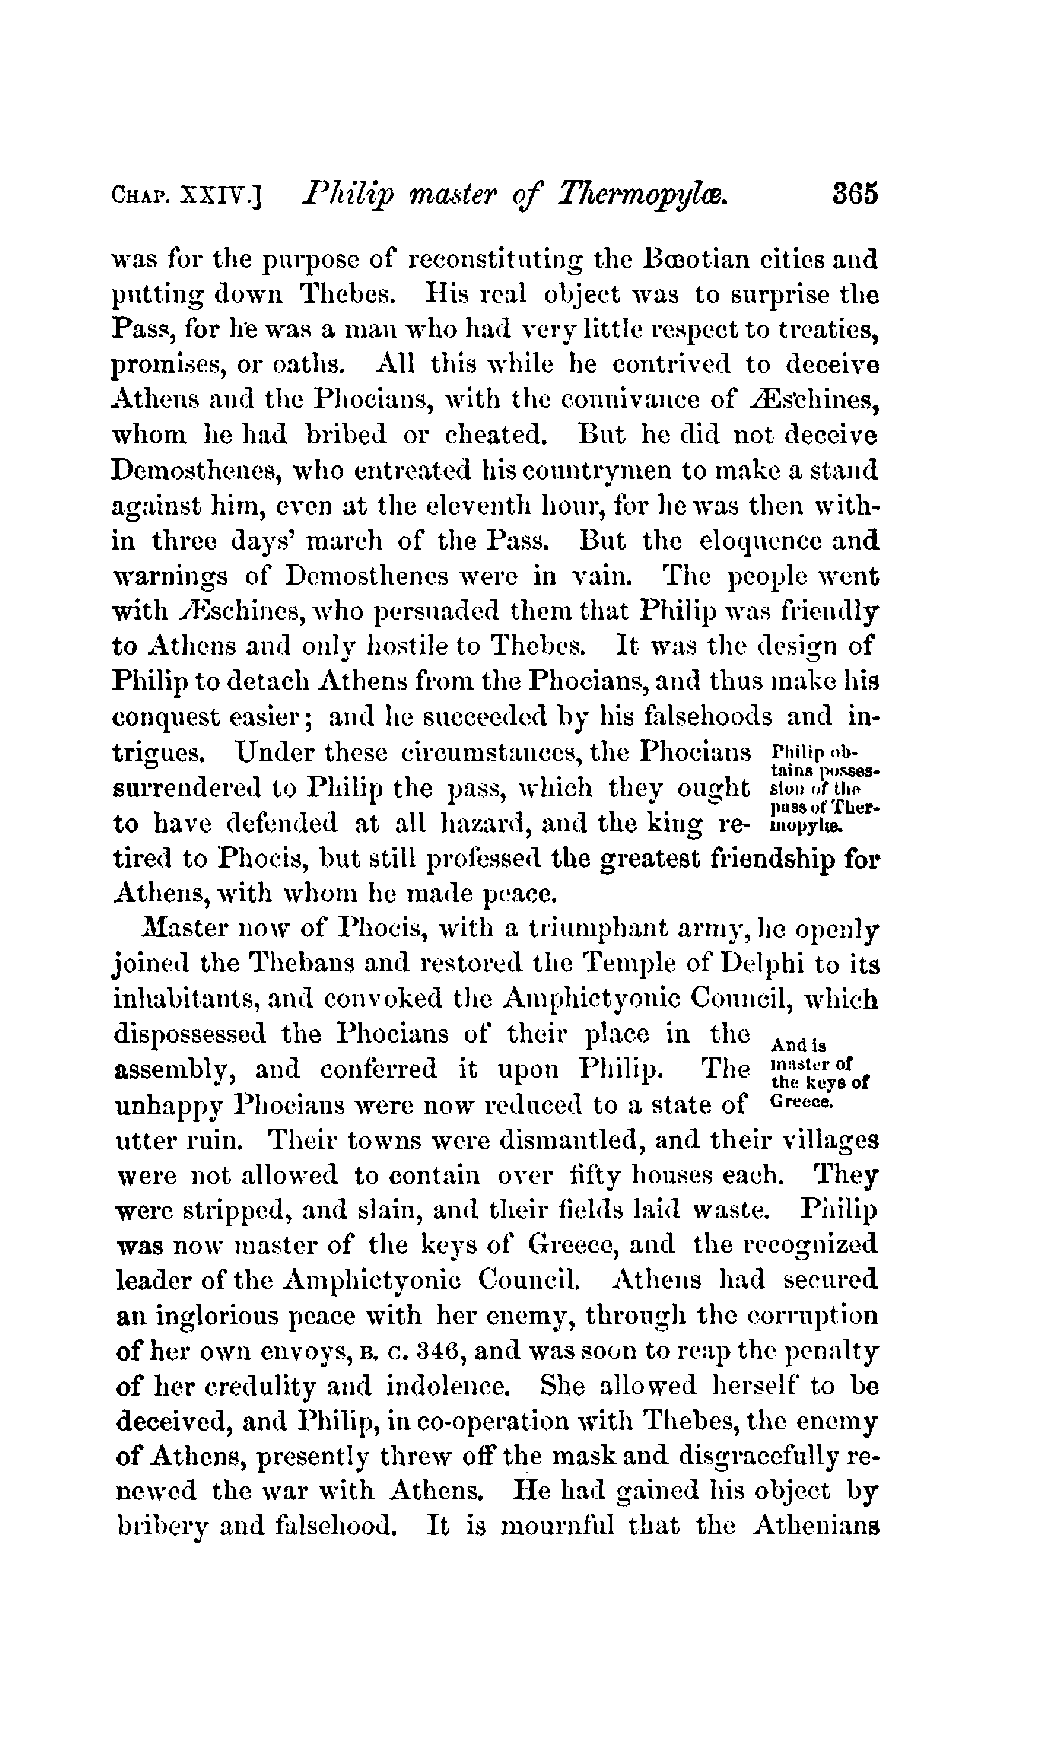 CHAP. XXIV.] Philip master of Thermopylæ. 365
was for the purpose of reconstituting the Bœotian cities and
putting down Thebes. His real object was to surprise the
Pass, for he was a man who had very little respect to treaties,
promises, or oaths. All this while he contrived to deceive
Athens and the Phocians, with the connivance of Æschines,
whom he had bribed or cheated. But he did not deceive
Demosthenes, who entreated his countrymen to make a stand
against him, even at the eleventh hour, for he was then with-
in three days' march of the Pass. But the eloquence and
warnings of Demosthenes were in vain. The people went
with Æschines, who persuaded them that Philip was friendly
to Athens and only hostile to Thebes. It was the design of
Philip to detach Athens from the Phocians, and thus make his
conquest easier; and he succeeded by his falsehoods and in-
trigues. Under these circumstances, the Phocians
surrendered to Philip the pass, which they ought
to have defended at all hazard, and the king re-
Philip ob-
tains posses-
sion of the
pass of Ther-
mopylæ.
tired to Phocis, but still professed the greatest friendship for
Athens, with whom he made peace.
Master now of Phocis, with a triumphant army, he openly
joined the Thebans and restored the Temple of Delphi to its
inhabitants, and convoked the Amphictyonic Council, which
dispossessed the Phocians of their place in the
assembly, and conferred it upon Philip. The
unhappy Phocians were now reduced to a state of
And is
master of
the keys of
Greece.
utter ruin. Their towns were dismantled, and their villages
were not allowed to contain over fifty houses each. They
were stripped, and slain, and their fields laid waste. Philip
was now master of the keys of Greece, and the recognized
leader of the Amphictyonic Council. Athens had secured
an inglorious peace with her enemy, through the corruption
of her own envoys, B. C. 346, and was soon to reap the penalty
of her credulity and indolence. She allowed herself to be
deceived, and Philip, in co-operation with Thebes, the enemy
of Athens, presently threw off the mask and disgracefully re-
newed the war with Athens. He had gained his object by
bribery and falsehood. It is mournful that the Athenians